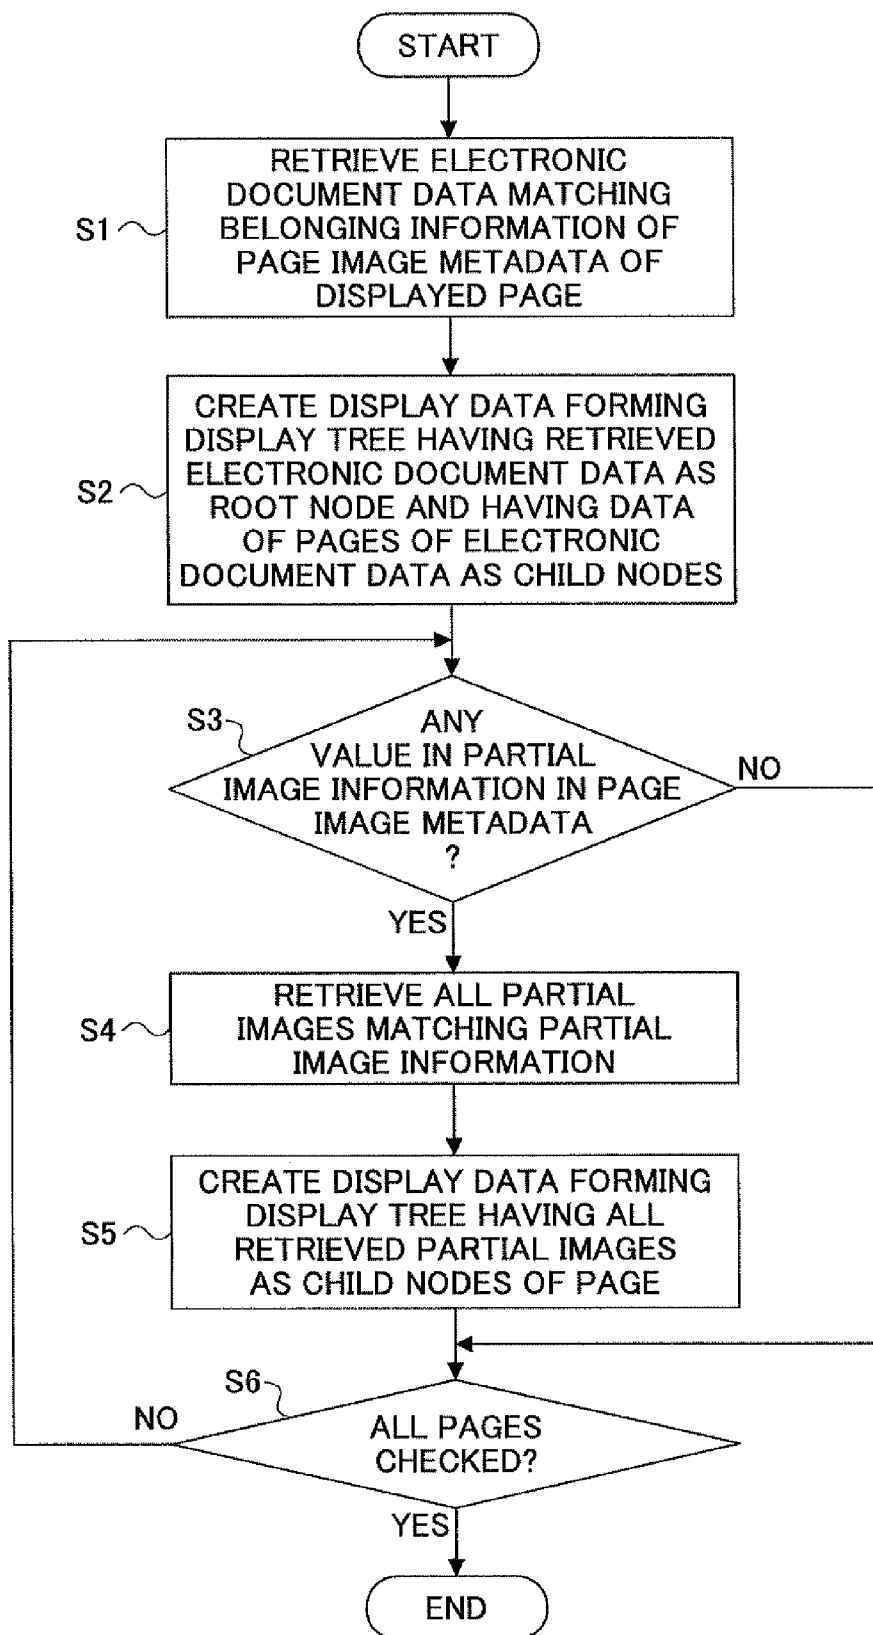 START
RETRIEVE ELECTRONIC
DOCUMENT DATA MATCHING
BELONGING INFORMATION OF
PAGE IMAGE METADATA OF
DISPLAYED PAGE
S1
CREATE DISPLAY DATA FORMING
DISPLAY TREE HAVING RETRIEVED
ELECTRONIC DOCUMENT DATA AS
ROOT NODE AND HAVING DATA
OF PAGES OF ELECTRONIC
DOCUMENT DATA AS CHILD NODES
S2
S3
ANY
VALUE IN PARTIAL
IMAGE INFORMATION IN PAGE
IMAGE METADATA
?
NO
YES
RETRIEVE ALL PARTIAL
IMAGES MATCHING PARTIAL
IMAGE INFORMATION
S4
CREATE DISPLAY DATA FORMING
DISPLAY TREE HAVING ALL
RETRIEVED PARTIAL IMAGES
AS CHILD NODES OF PAGE
S5
S6
NO
ALL PAGES
CHECKED?
YES
END